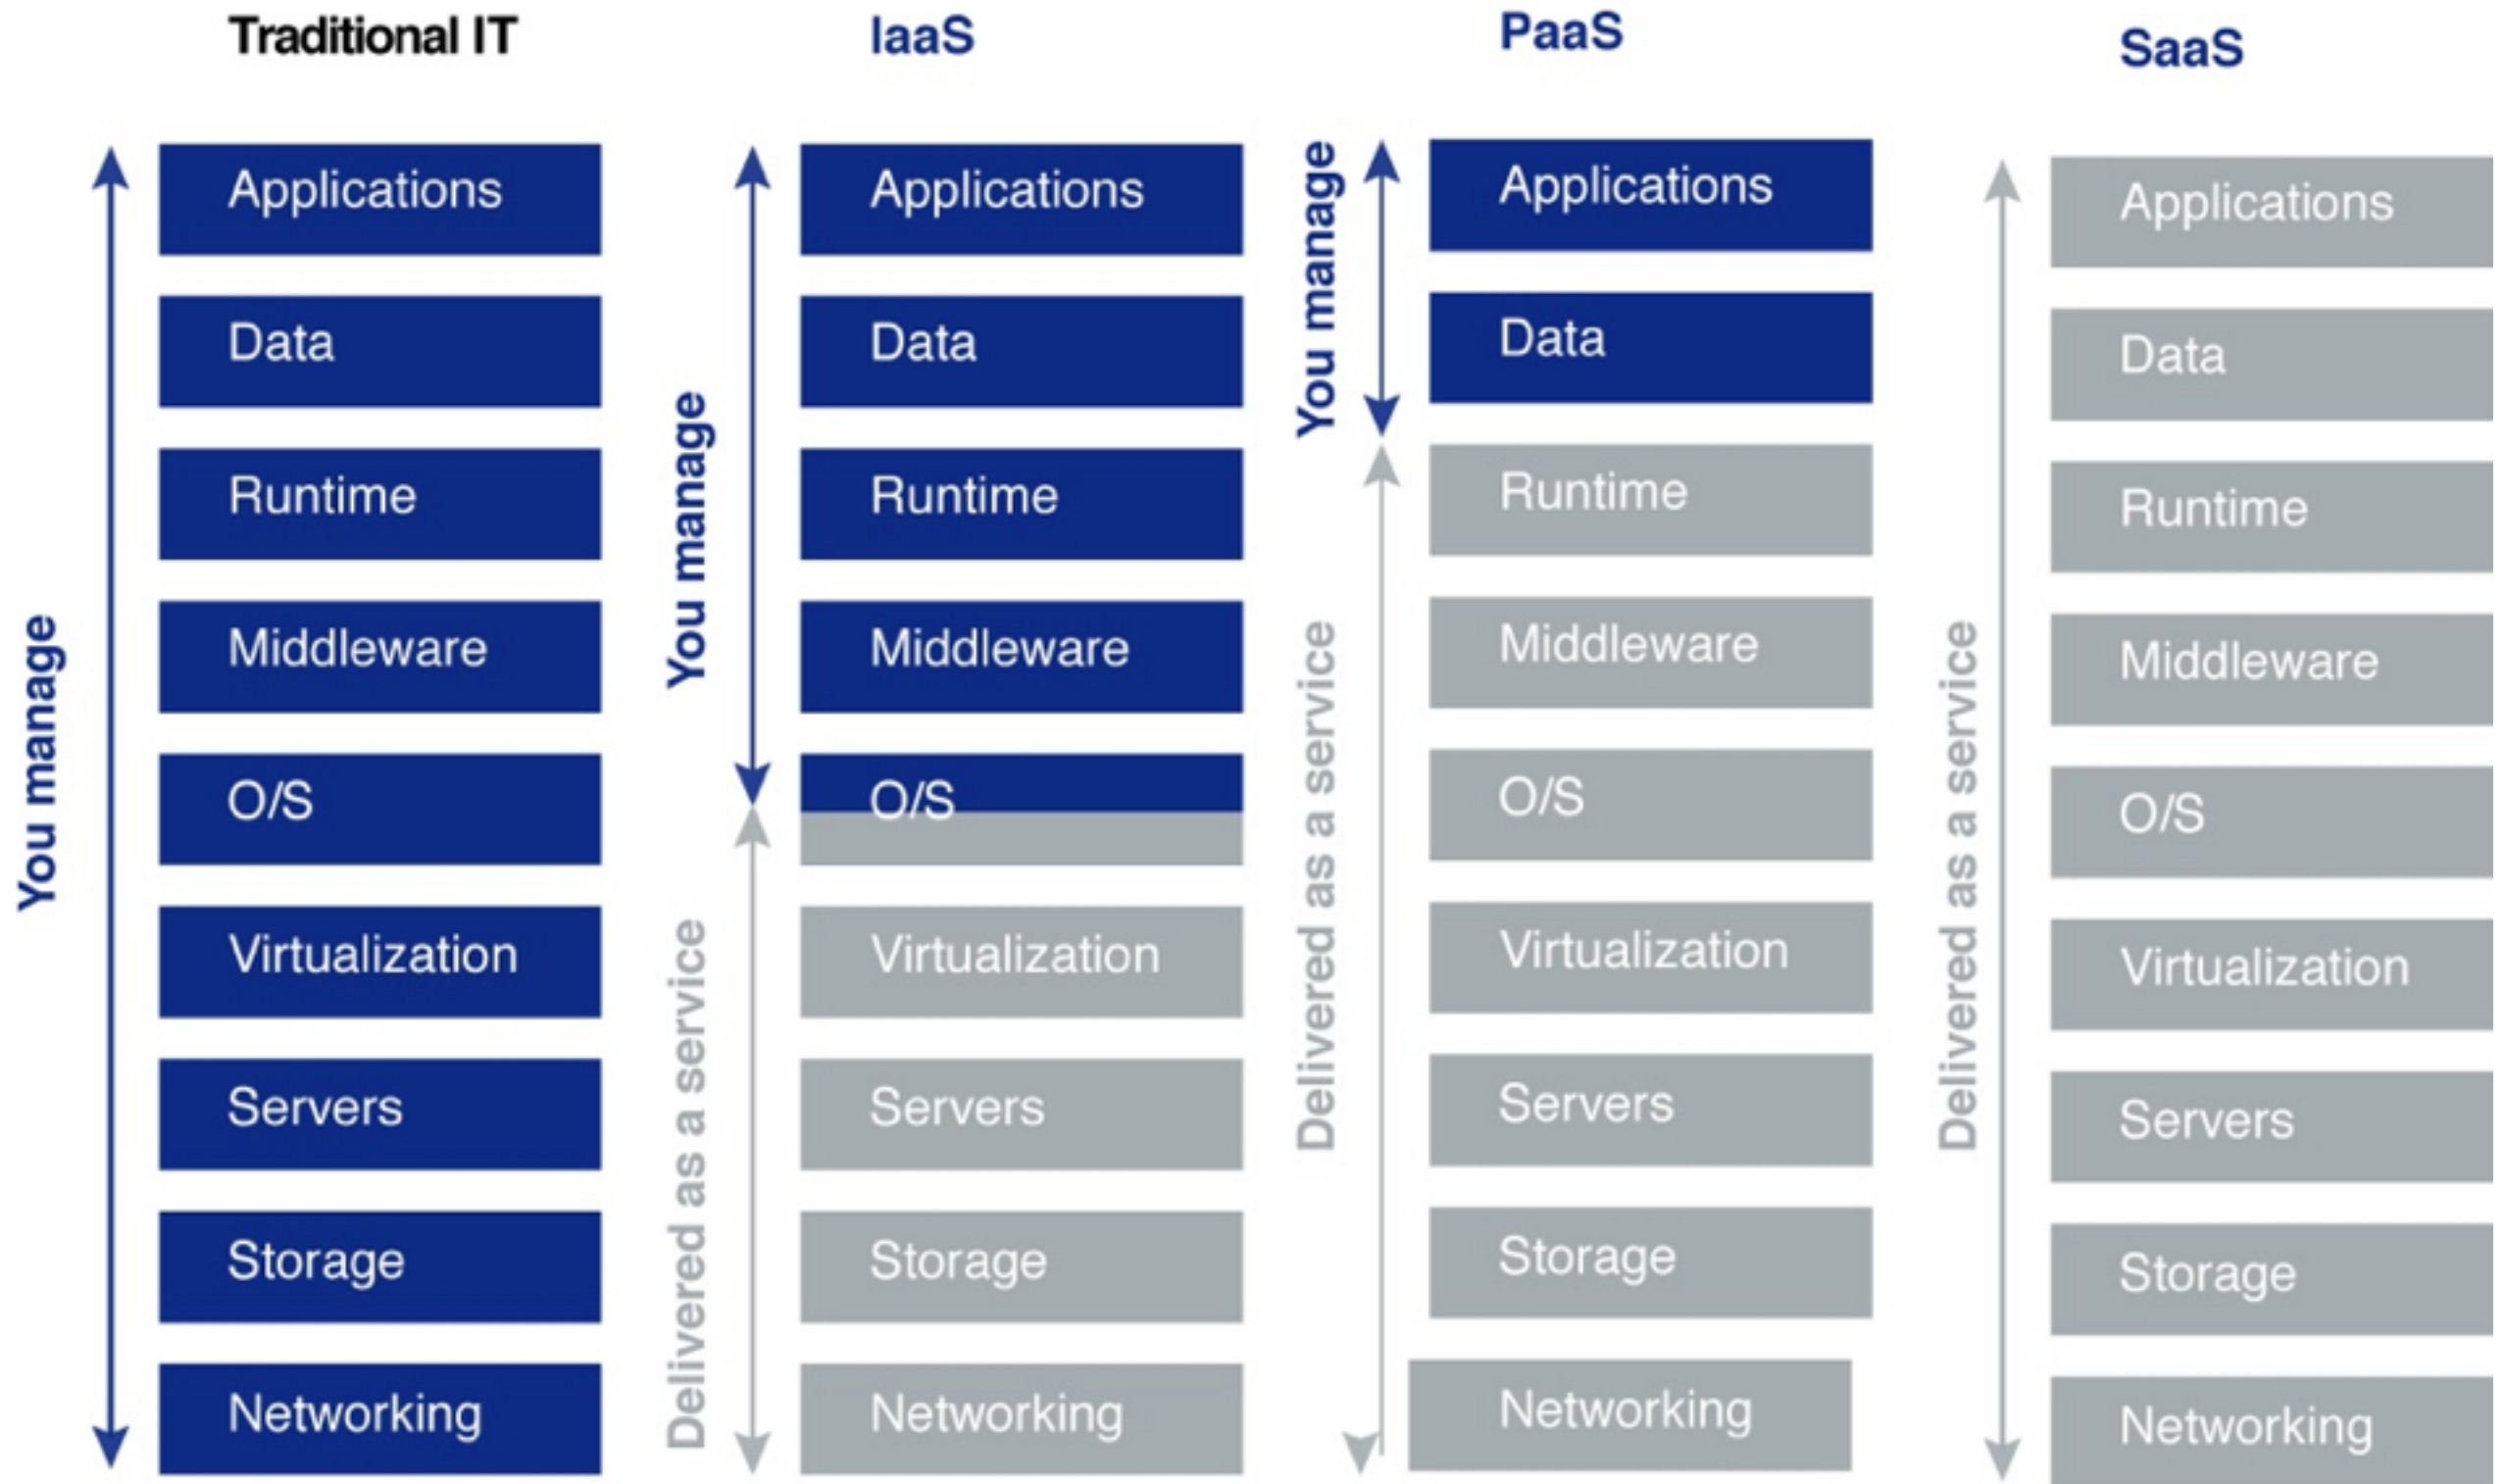 Traditional IT
You manage
Applications
Data
Runtime
Middleware
O/S
Virtualization
Servers
Storage
Networking
IaaS
You manage
Delivered as a service
Applications
Data
Runtime
Middleware
O/S
Virtualization
Servers
Storage
Networking
PaaS
You manage
Delivered as a service
Applications
Data
Runtime
Middleware
O/S
Virtualization
Servers
Storage
Networking
SaaS
Delivered as a service
Applications
Data
Runtime
Middleware
O/S
Virtualization
Servers
Storage
Networking